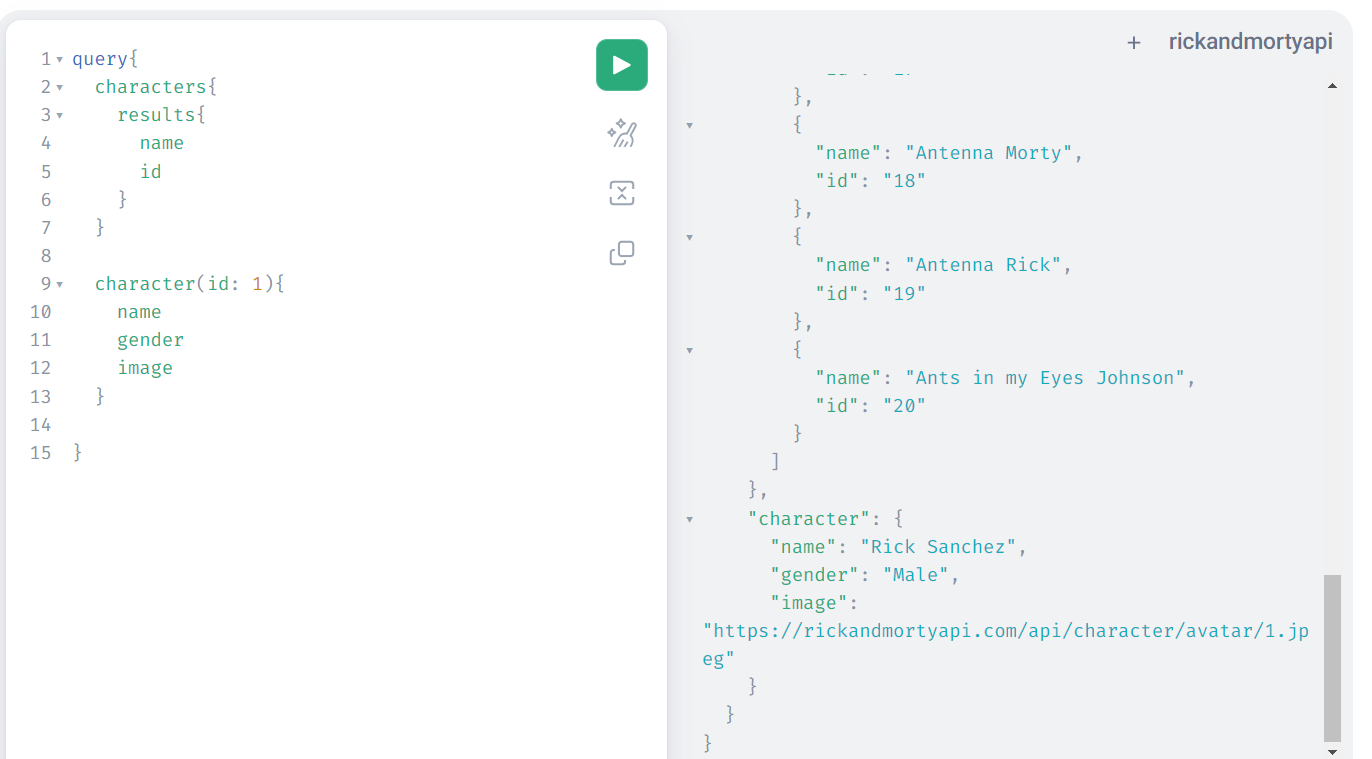 1 query{
2   characters{
3     results{
4       name
5       id
6     }
7   }
8
9   character(id: 1){
10     name
11     gender
12     image
13   }
14
15 }
+ rickandmortyapi
},
{
"name": "Antenna Morty",
"id": "18"
},
{
"name": "Antenna Rick",
"id": "19"
},
{
"name": "Ants in my Eyes Johnson",
"id": "20"
}
]
},
"character": {
"name": "Rick Sanchez",
"gender": "Male",
"image":
"https://rickandmortyapi.com/api/character/avatar/1.jp
eg"
}
}
}